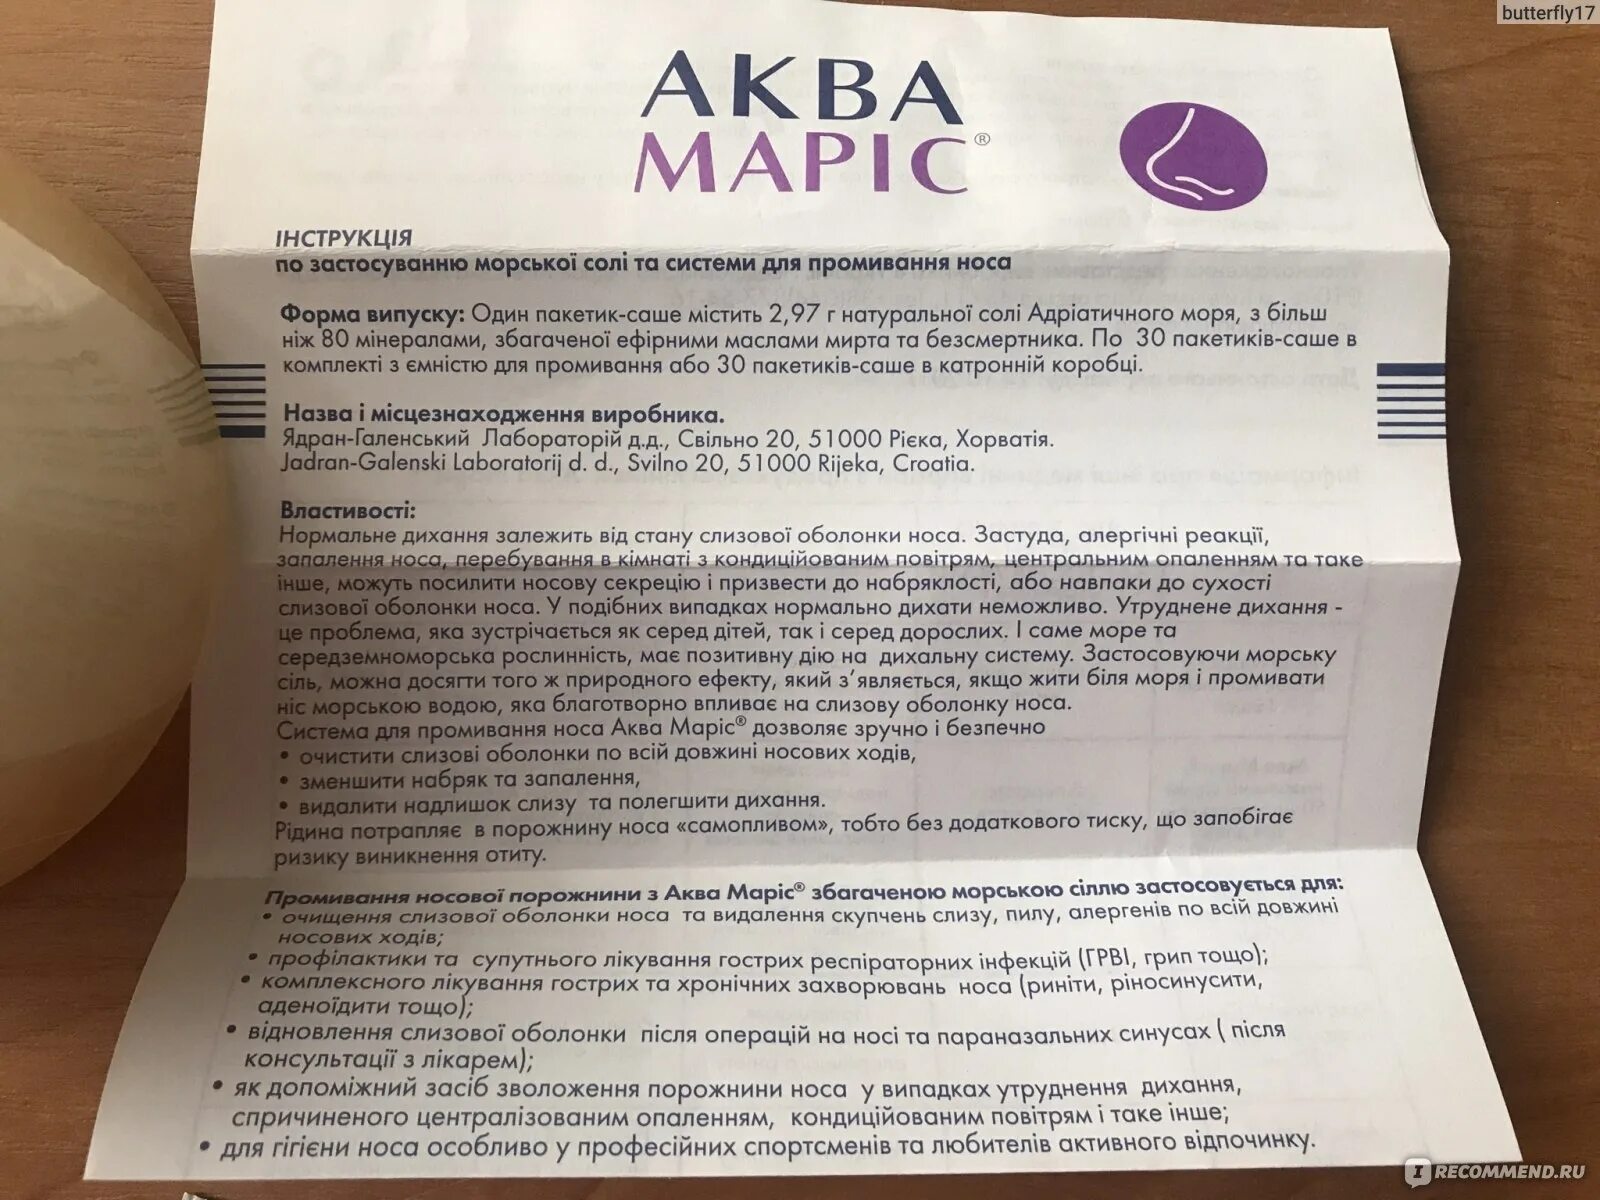 butterfly17
АКВА
МАРІС®
ІНСТРУКЦІЯ
по застосуванню морської солі та системи для промивання носа
Форма випуску: Один пакетик-саше містить 2,97 г натуральної солі Адріатичного моря, з більш
ніж 80 мінералами, збагаченої ефірними маслами мирта та безсмертника. По 30 пакетиків-саше в
комплекті з ємністю для промивання або 30 пакетиків-саше в катронній коробці.
Назва і місцезнаходження виробника.
Ядран-Галенський Лабораторій д.д., Свільно 20, 51000 Рієка, Хорватія.
Jadran-Galenski Laboratorij d. d., Svilno 20, 51000 Rijeka, Croatia.
Властивості:
Нормальне дихання залежить від стану слизової оболонки носа. Застуда, алергічні реакції,
запалення носа, перебування в кімнаті з кондиційованим повітрям, центральним опаленням та таке
інше, можуть посилити носову секрецію і призвести до набряклості, або навпаки до сухості
слизової оболонки носа. У подібних випадках нормально дихати неможливо. Утруднене дихання -
це проблема, яка зустрічається як серед дітей, так і серед дорослих. І саме море та
середземноморська рослинність, має позитивну дію на дихальну систему. Застосовуючи морську
сіль, можна досягти того ж природного ефекту, який з’являється, якщо жити біля моря і промивати
ніс морською водою, яка благотворно впливає на слизову оболонку носа.
Система для промивання носа Аква Маріс® дозволяє зручно і безпечно
• очистити слизові оболонки по всій довжині носових ходів,
• зменшити набряк та запалення,
• видалити надлишок слизу та полегшити дихання.
Рідина потрапляє в порожнину носа «самопливом», тобто без додаткового тиску, що запобігає
ризику виникнення отиту.
Промивання носової порожнини з Аква Маріс® збагаченою морською сіллю застосовується для:
• очищення слизової оболонки носа та видалення скупчень слизу, пилу, алергенів по всій довжині
носових ходів;
• профілактики та супутнього лікування гострих респіраторних інфекцій (ГРВІ, грип тощо);
• комплексного лікування гострих та хронічних захворювань носа (риніти, ріносинусити,
аденоїдити тощо);
• відновлення слизової оболонки після операцій на носі та параназальних синусах ( після
консультації з лікарем);
• як допоміжний засіб зволоження порожнини носа у випадках утруднення дихання,
спричиненого централізованим опаленням, кондиційованим повітрям і таке інше;
• для гігієни носа особливо у професійних спортсменів та любителів активного відпочинку.
IRECOMMEND.RU